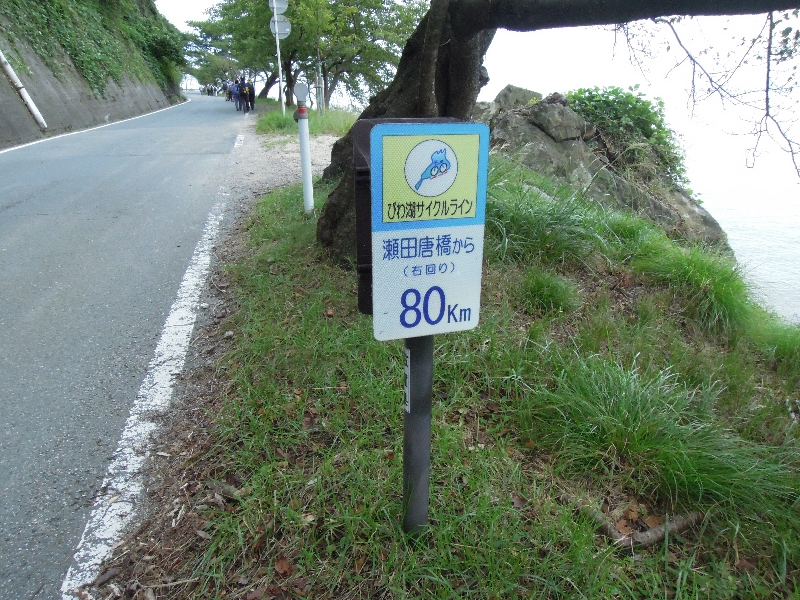 びわ湖サイクルライン
瀬田唐橋から
（右回り）
80Km